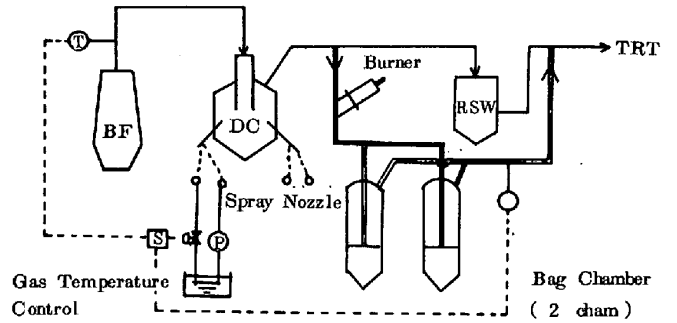 TRT
T
Burner
BF
DC
RSW
Spray Nozzle
S
P
Gas Temperature
Control
Bag Chamber
( 2 cham )